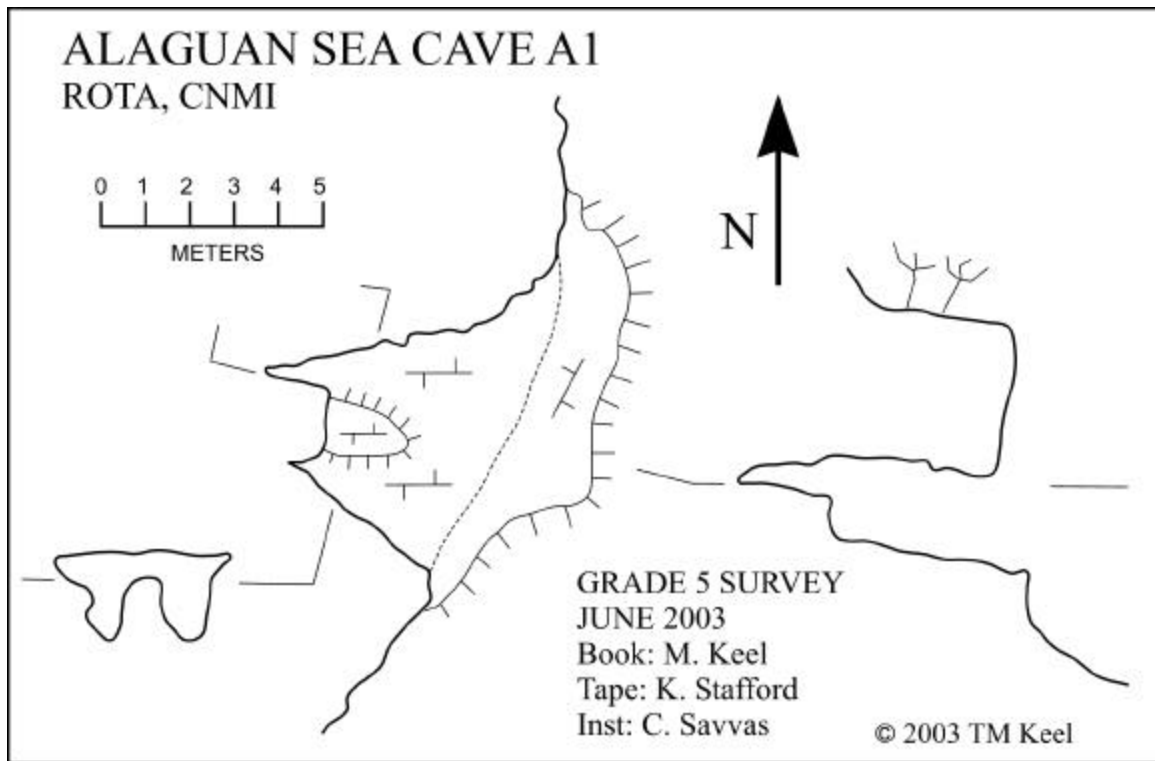 ALAGUAN SEA CAVE A1
ROTA, CNMI
0 1 2 3 4 5
METERS
N
GRADE 5 SURVEY
JUNE 2003
Book: M. Keel
Tape: K. Stafford
Inst: C. Savvas
© 2003 TM Keel